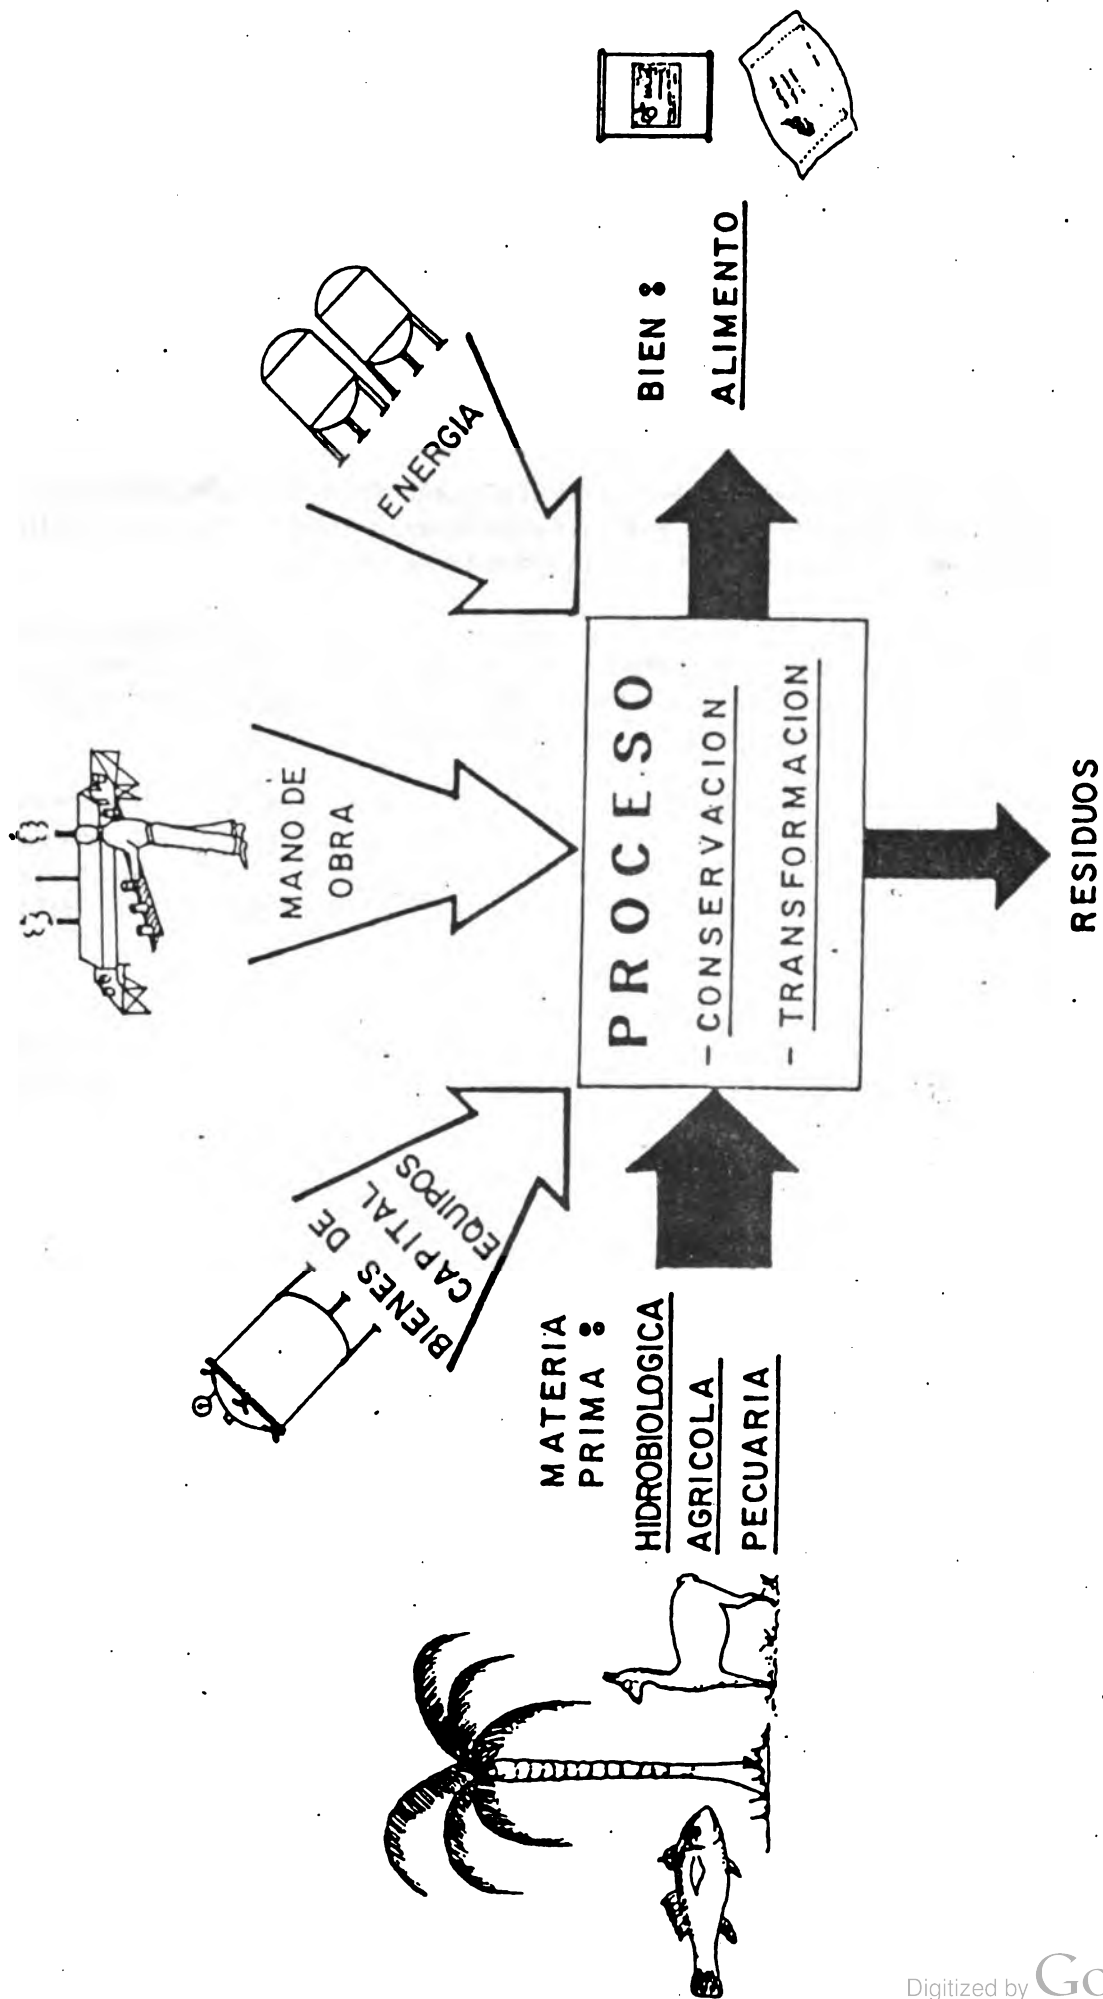 BIENES DE
CAPITAL
EQUIPOS
MANO DE
OBRA
ENERGIA
MATERIA
PRIMA :
HIDROBIOLOGICA
AGRICOLA
PECUARIA
PROCESO
- CONSERVACION
- TRANSFORMACION
BIEN :
ALIMENTO
RESIDUOS
Digitized by